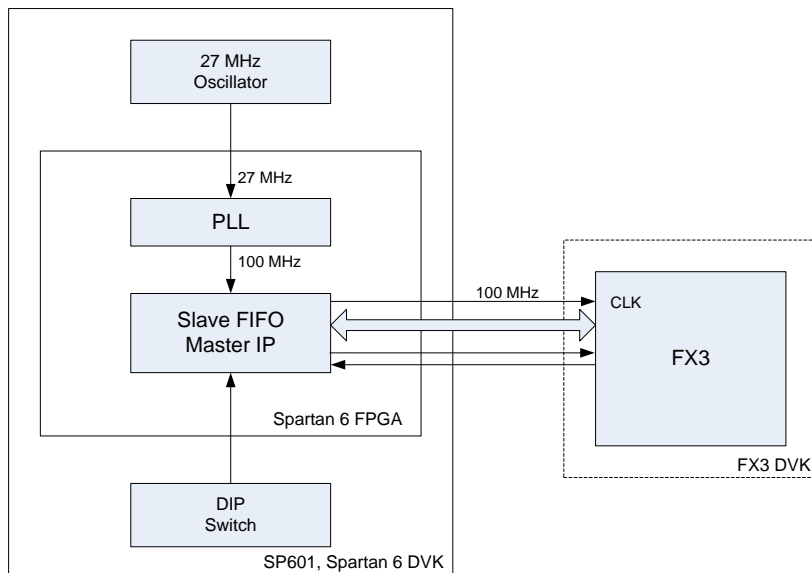 27 MHz
Oscillator
27 MHz
PLL
100 MHz
Slave FIFO
Master IP
100 MHz
CLK
FX3
Spartan 6 FPGA
FX3 DVK
DIP
Switch
SP601, Spartan 6 DVK